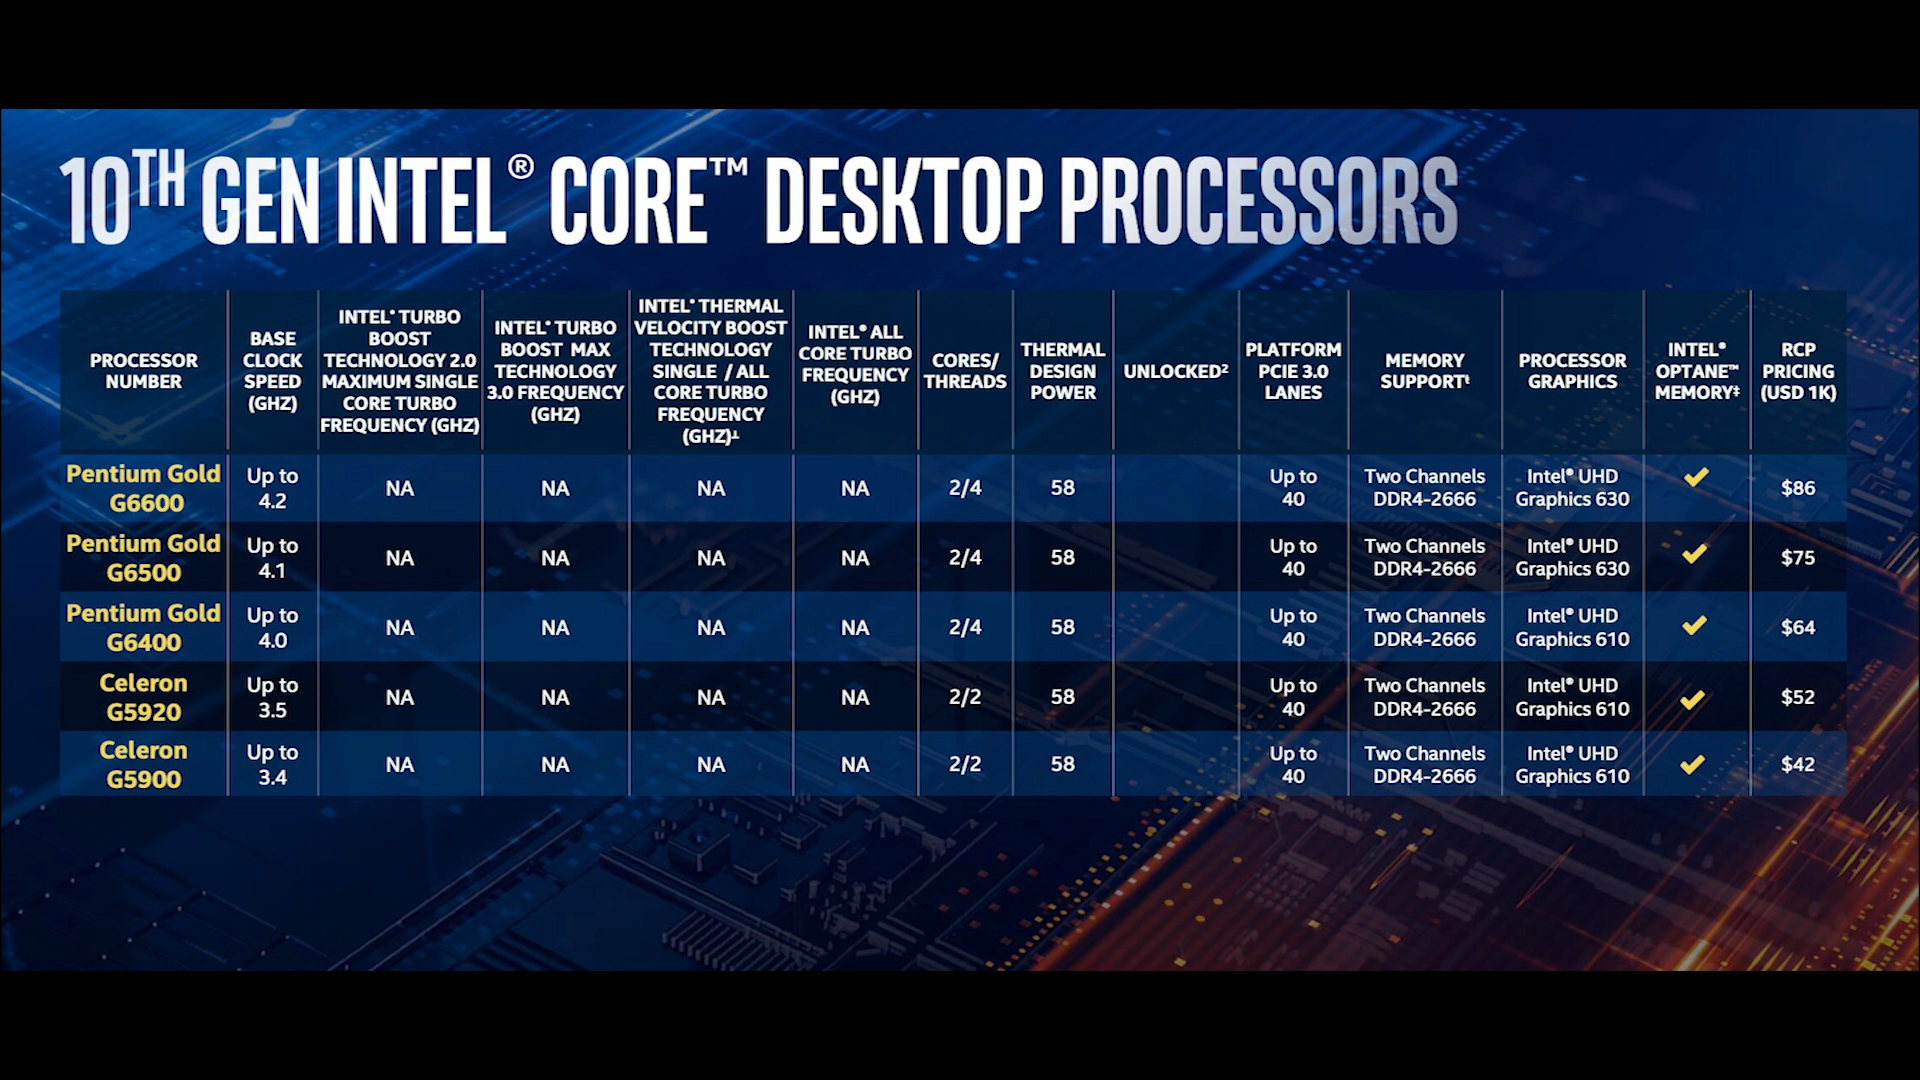 10TH GEN INTEL® CORE™ DESKTOP PROCESSORS
PROCESSOR NUMBER
BASE CLOCK SPEED (GHZ)
INTEL® TURBO BOOST TECHNOLOGY 2.0 MAXIMUM SINGLE CORE TURBO FREQUENCY (GHZ)
INTEL® TURBO BOOST MAX TECHNOLOGY 3.0 FREQUENCY (GHZ)
INTEL® THERMAL VELOCITY BOOST TECHNOLOGY SINGLE / ALL CORE TURBO FREQUENCY (GHZ)⊥
INTEL® ALL CORE TURBO FREQUENCY (GHZ)
CORES/ THREADS
THERMAL DESIGN POWER
UNLOCKED²
PLATFORM PCIE 3.0 LANES
MEMORY SUPPORTᵗ
PROCESSOR GRAPHICS
INTEL® OPTANE™ MEMORY‡
RCP PRICING (USD 1K)
Pentium Gold G6600 Up to 4.2 NA NA NA NA 2/4 58 Up to 40 Two Channels DDR4-2666 Intel® UHD Graphics 630 ✓ $86
Pentium Gold G6500 Up to 4.1 NA NA NA NA 2/4 58 Up to 40 Two Channels DDR4-2666 Intel® UHD Graphics 630 ✓ $75
Pentium Gold G6400 Up to 4.0 NA NA NA NA 2/4 58 Up to 40 Two Channels DDR4-2666 Intel® UHD Graphics 610 ✓ $64
Celeron G5920 Up to 3.5 NA NA NA NA 2/2 58 Up to 40 Two Channels DDR4-2666 Intel® UHD Graphics 610 ✓ $52
Celeron G5900 Up to 3.4 NA NA NA NA 2/2 58 Up to 40 Two Channels DDR4-2666 Intel® UHD Graphics 610 ✓ $42